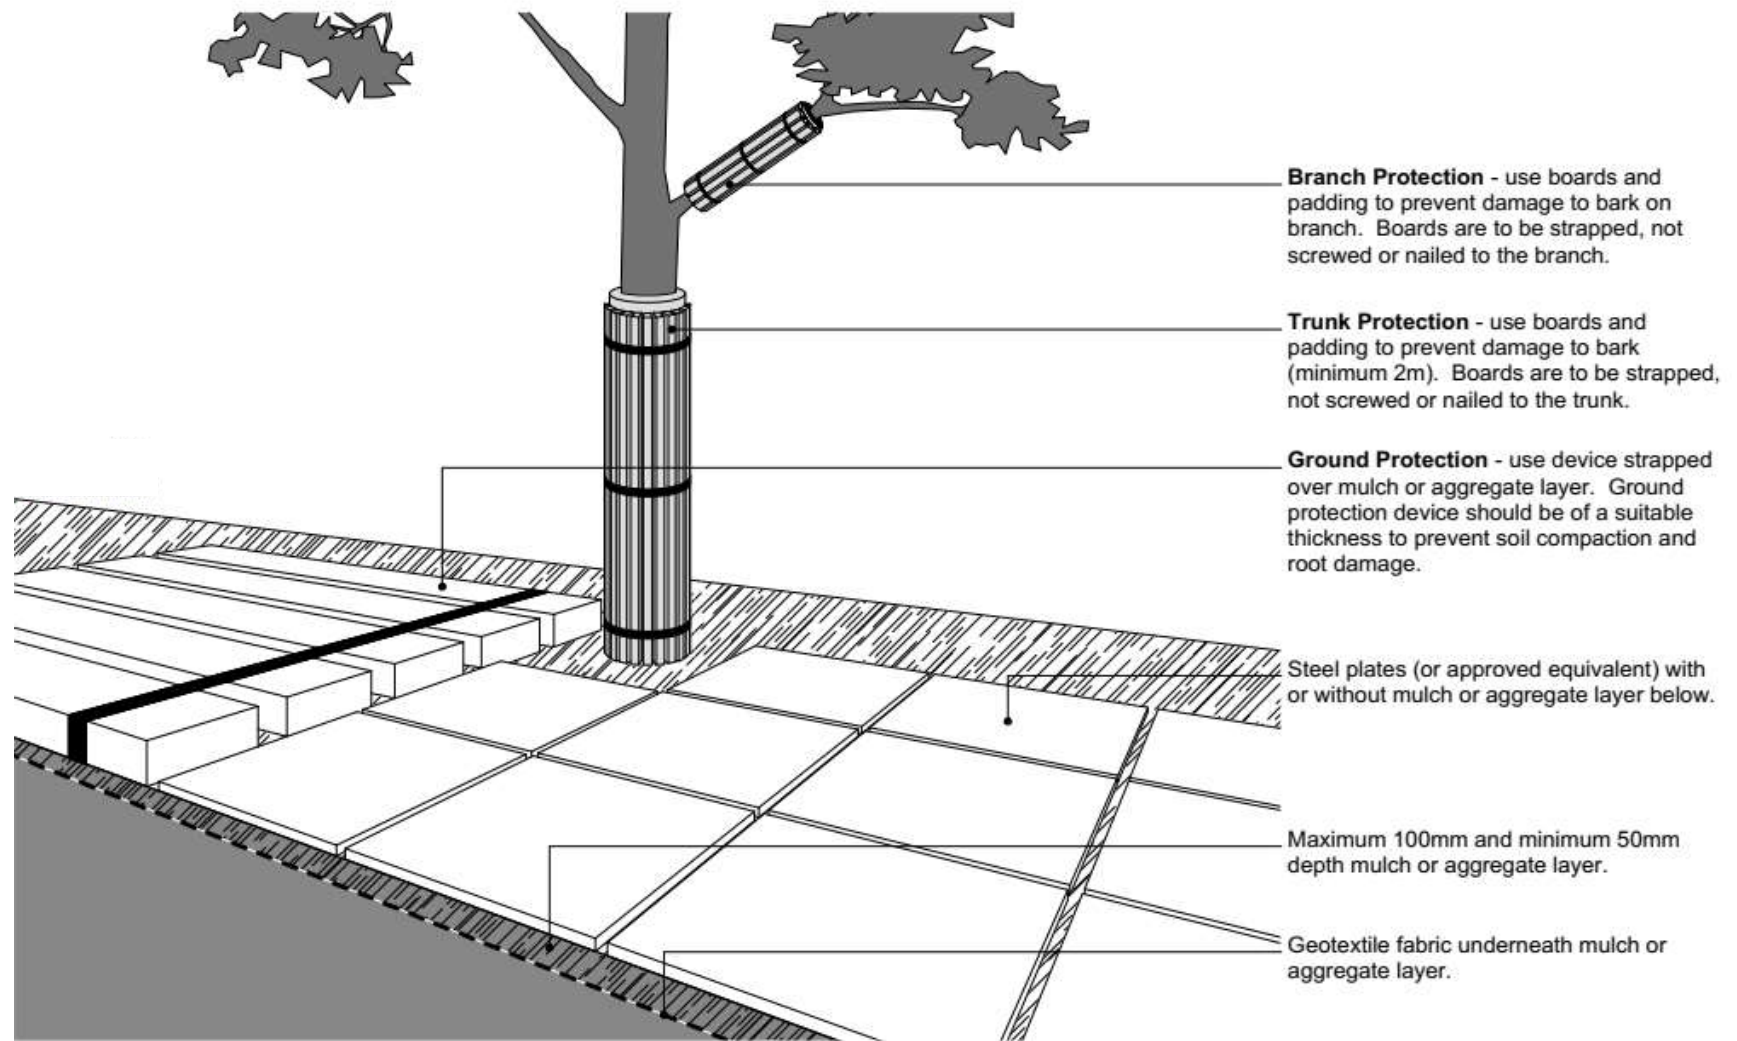 Branch Protection - use boards and
padding to prevent damage to bark on
branch. Boards are to be strapped, not
screwed or nailed to the branch.
Trunk Protection - use boards and
padding to prevent damage to bark
(minimum 2m). Boards are to be strapped,
not screwed or nailed to the trunk.
Ground Protection - use device strapped
over mulch or aggregate layer. Ground
protection device should be of a suitable
thickness to prevent soil compaction and
root damage.
Steel plates (or approved equivalent) with
or without mulch or aggregate layer below.
Maximum 100mm and minimum 50mm
depth mulch or aggregate layer.
Geotextile fabric underneath mulch or
aggregate layer.